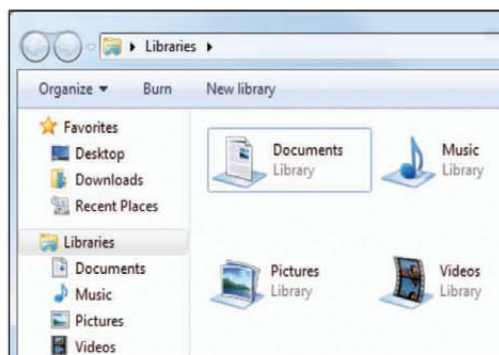 Libraries
Organize Burn New library
Favorites
Desktop
Downloads
Recent Places
Libraries
Documents
Music
Pictures
Videos
Documents
Library
Music
Library
Pictures
Library
Videos
Library